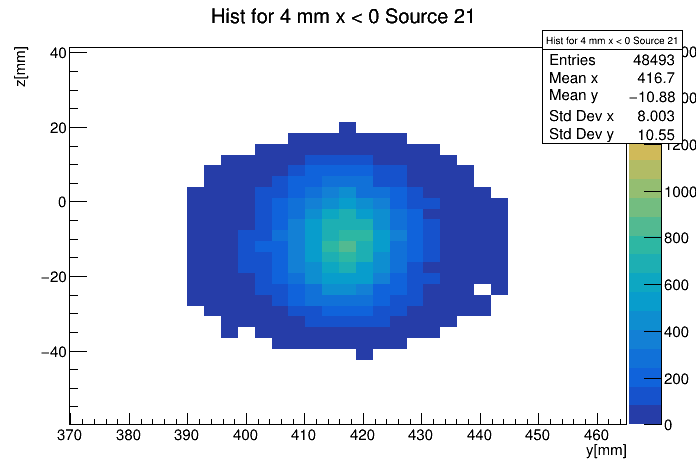 Hist for 4 mm x < 0 Source 21
Hist for 4 mm x < 0 Source 21
Entries 48493
Mean x 416.7
Mean y −10.88
Std Dev x 8.003
Std Dev y 10.55
z[mm]
40
20
0
−20
−40
370 380 390 400 410 420 430 440 450 460
y[mm]
1200
1000
800
600
400
200
0